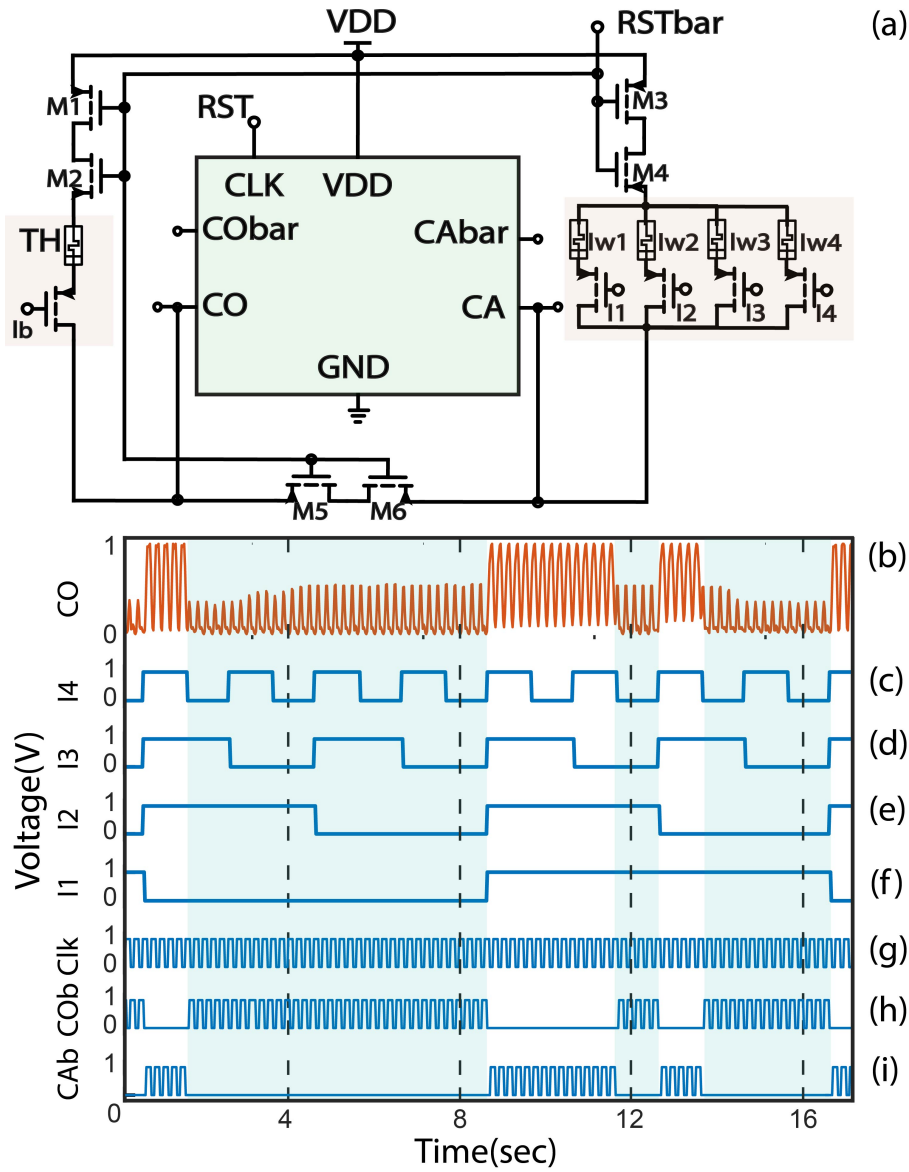 VDD
RSTbar
(a)
M1
RST
M3
M2
CLK
VDD
M4
CObar
CAbar
TH
Iw1
Iw2
Iw3
Iw4
CO
CA
Ib
I1
I2
I3
I4
GND
M5
M6
1
0
CO
(b)
1
0
I4
(c)
1
0
I3
(d)
1
0
I2
(e)
1
0
I1
(f)
1
0
Clk
(g)
1
0
COb
(h)
1
CAb
(i)
Voltage(V)
0
4
8
12
16
Time(sec)